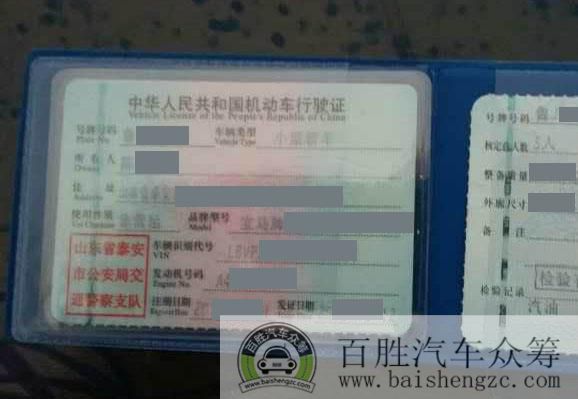 中华人民共和国机动车行驶证
Vehicle License of the People's Republic of China
号牌号码 鲁 车辆类型 小型轿车
Plate No Vehicle Type
所有人
Owner
住 址
Address
使用性质 非营运 品牌型号 宝马牌
Use Character Model
山东省泰安
市公安局交
巡警察支队
车辆识别代号 LBV
VIN
发动机号码 A4
Engine No.
注册日期 发证日期
Register Date
号牌号码 鲁
核定载人数 5人
整备质量
外廓尺寸
备 注
检验
检验记录
汽油
百胜汽车众筹
www.baishengzc.com